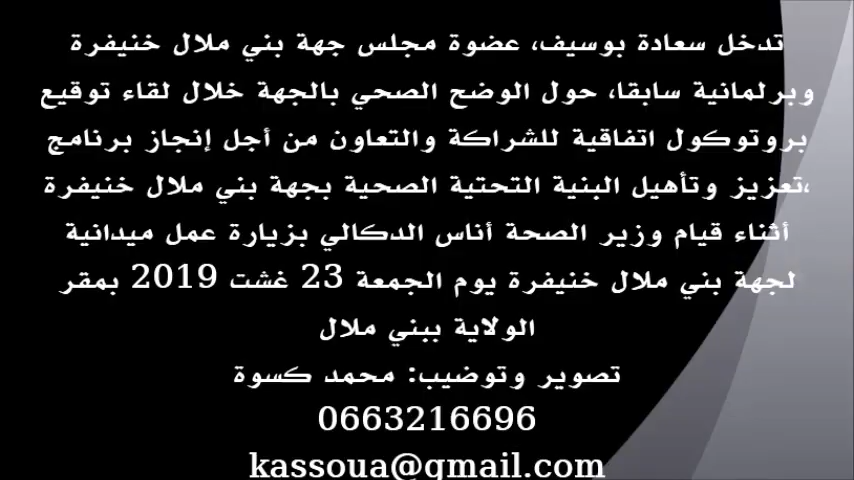 تدخل سعادة بوسيف، عضوة مجلس جهة بني ملال خنيفرة
وبرلمانية سابقا، حول الوضع الصحي بالجهة خلال لقاء توقيع
بروتوكول اتفاقية للشراكة والتعاون من أجل إنجاز برنامج
،تعزيز وتأهيل البنية التحتية الصحية بجهة بني ملال خنيفرة
أثناء قيام وزير الصحة أناس الدكالي بزيارة عمل ميدانية
لجهة بني ملال خنيفرة يوم الجمعة 23 غشت 2019 بمقر
الولاية ببني ملال
تصوير وتوضيب: محمد كسوة
0663216696
kassoua@gmail.com